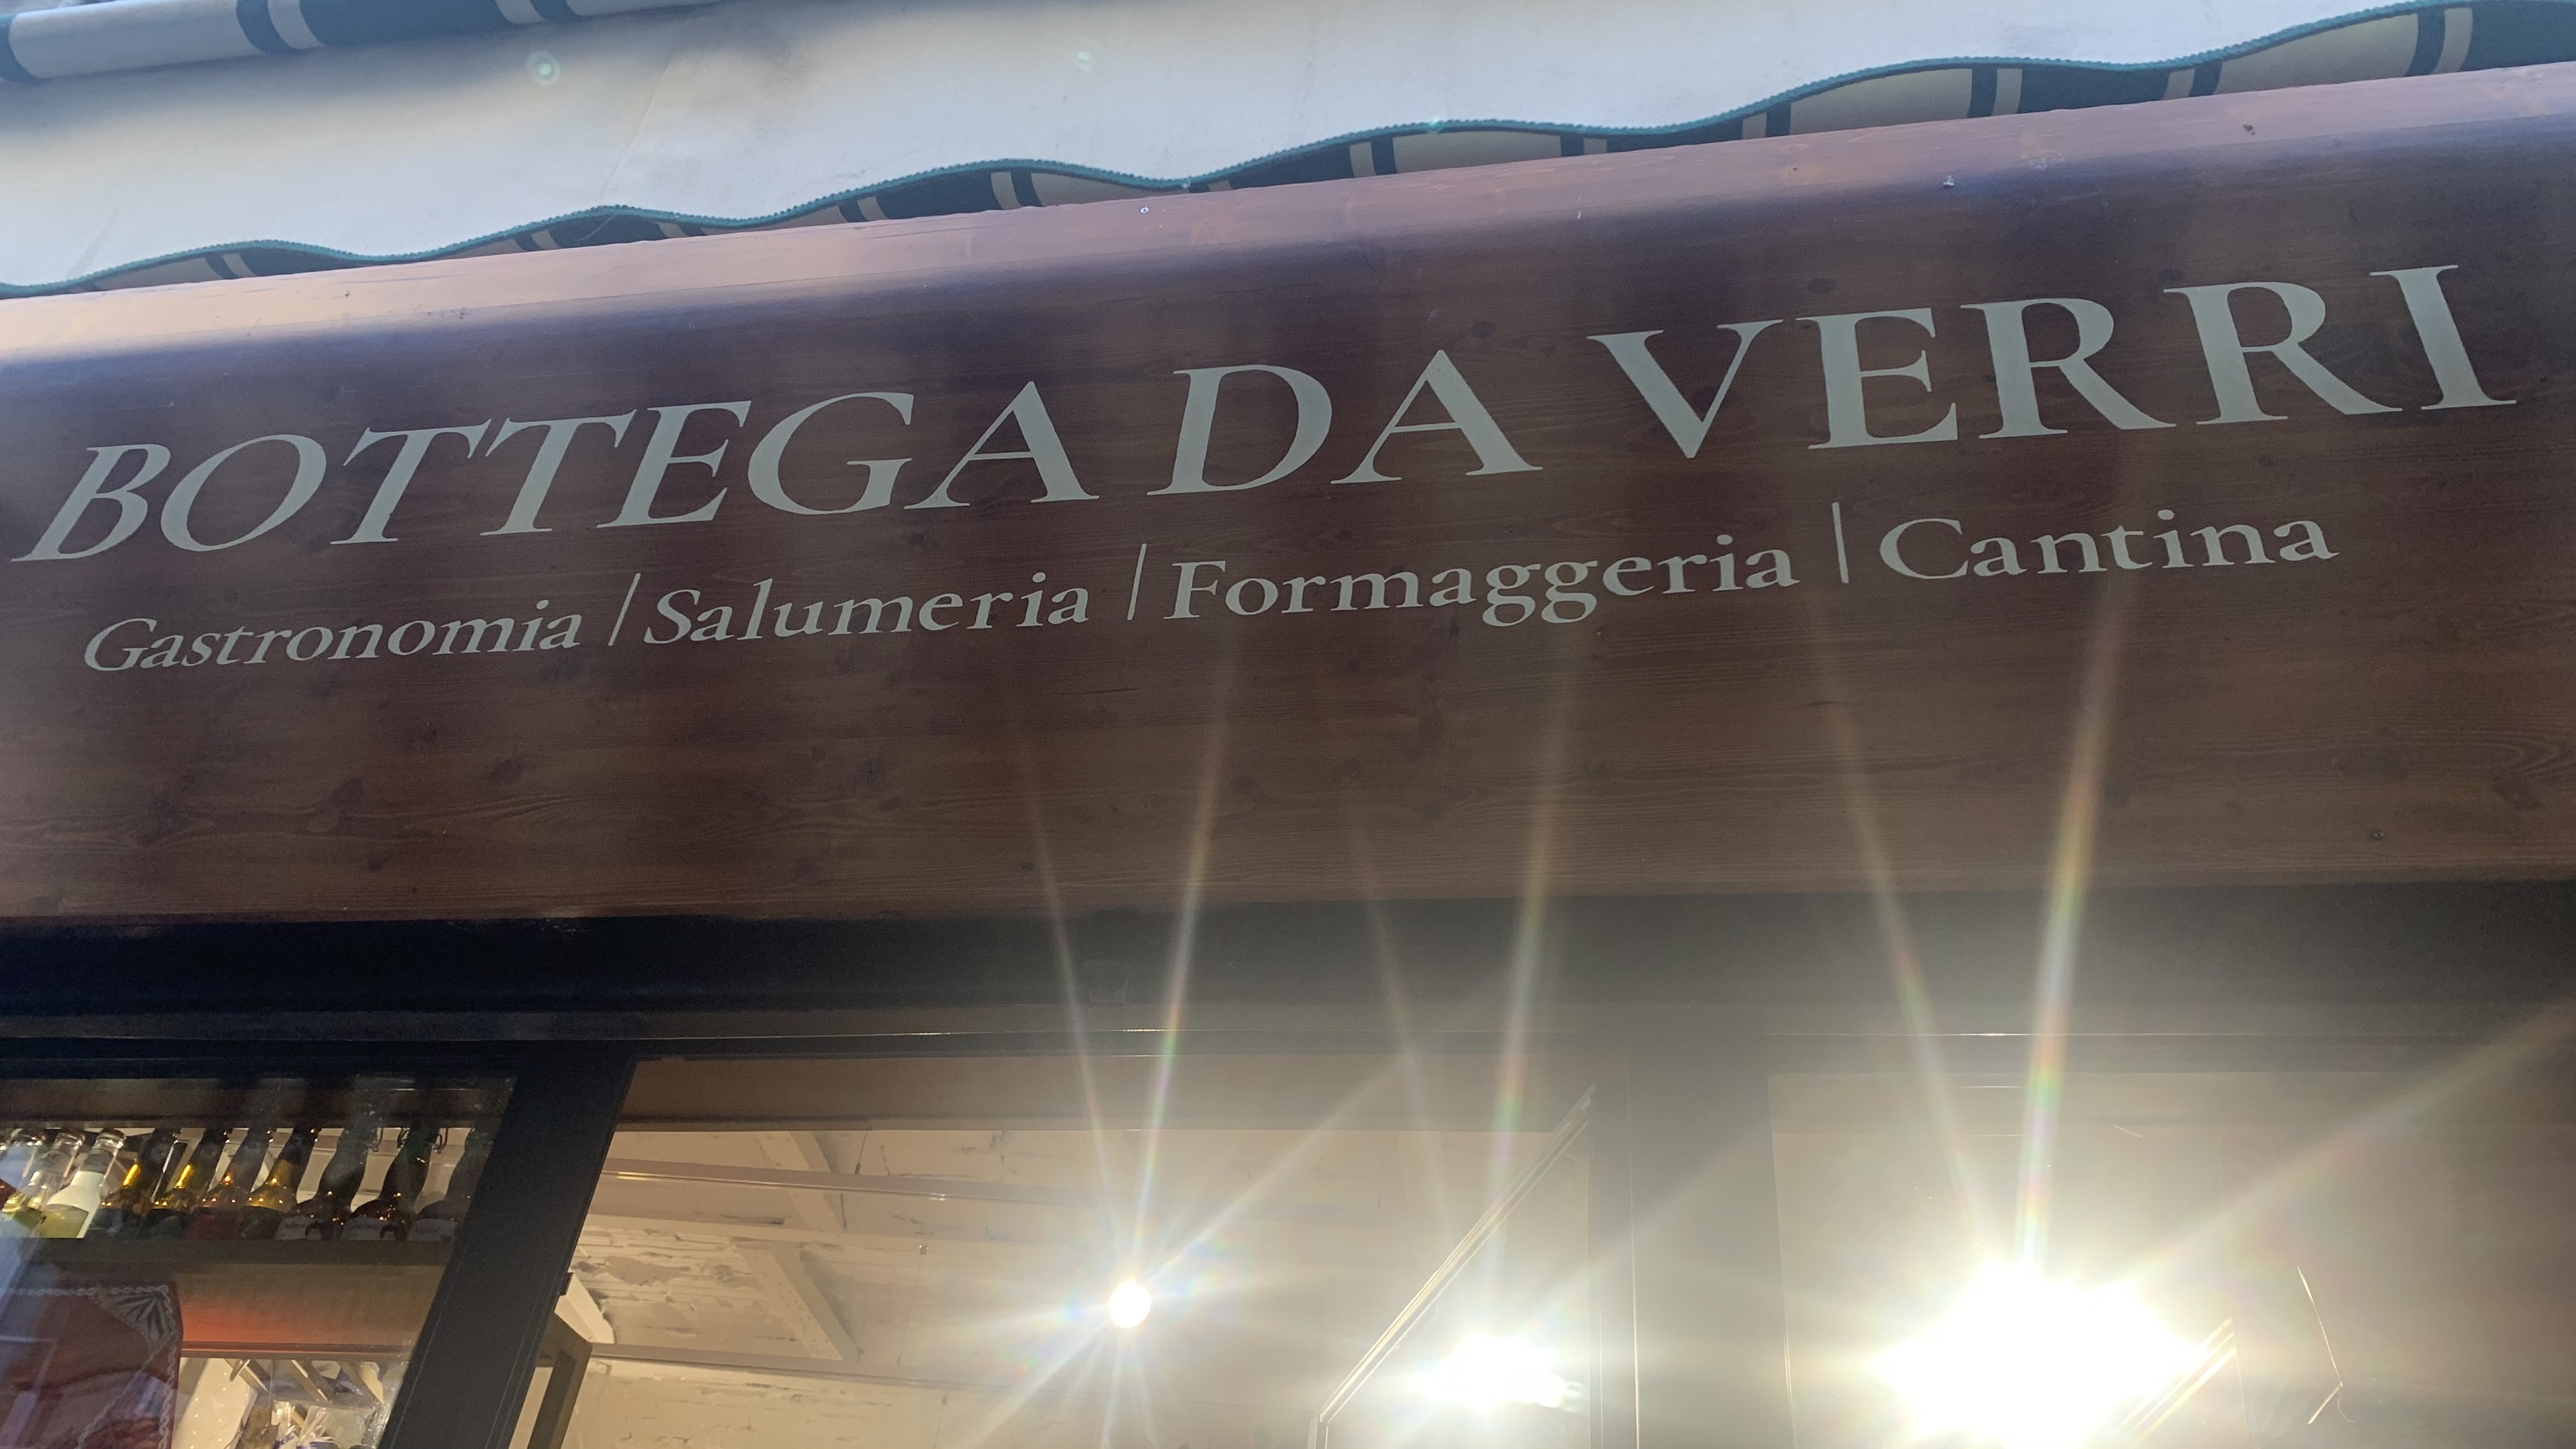 BOTTEGA DA VERRI
Gastronomia | Salumeria | Formaggeria | Cantina